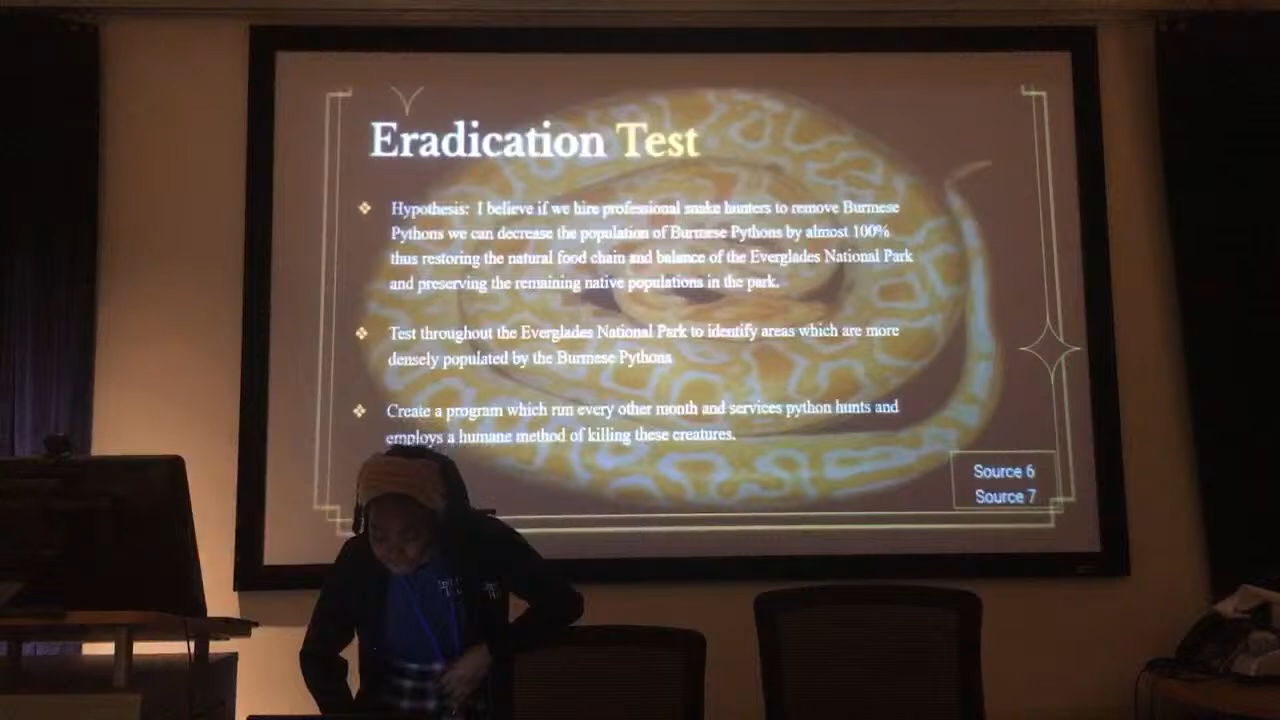 Eradication Test
Hypothesis: I believe if we hire professional snake hunters to remove Burmese
Pythons we can decrease the population of Burmese Pythons by almost 100%
thus restoring the natural food chain and balance of the Everglades National Park
and preserving the remaining native populations in the park.
Test throughout the Everglades National Park to identify areas which are more
densely populated by the Burmese Pythons
Create a program which run every other month and services python hunts and
employs a humane method of killing these creatures.
Source 6
Source 7